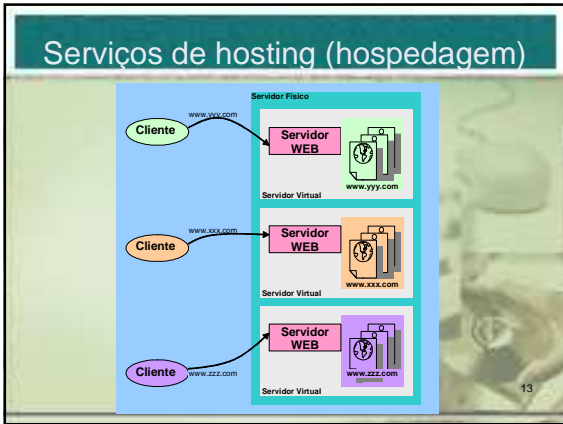 Serviços de hosting (hospedagem)
Servidor Físico
Cliente
www.yyy.com
Servidor
WEB
www.yyy.com
Servidor Virtual
Cliente
www.xxx.com
Servidor
WEB
www.xxx.com
Servidor Virtual
Servidor
WEB
Cliente
www.zzz.com
www.zzz.com
Servidor Virtual
13